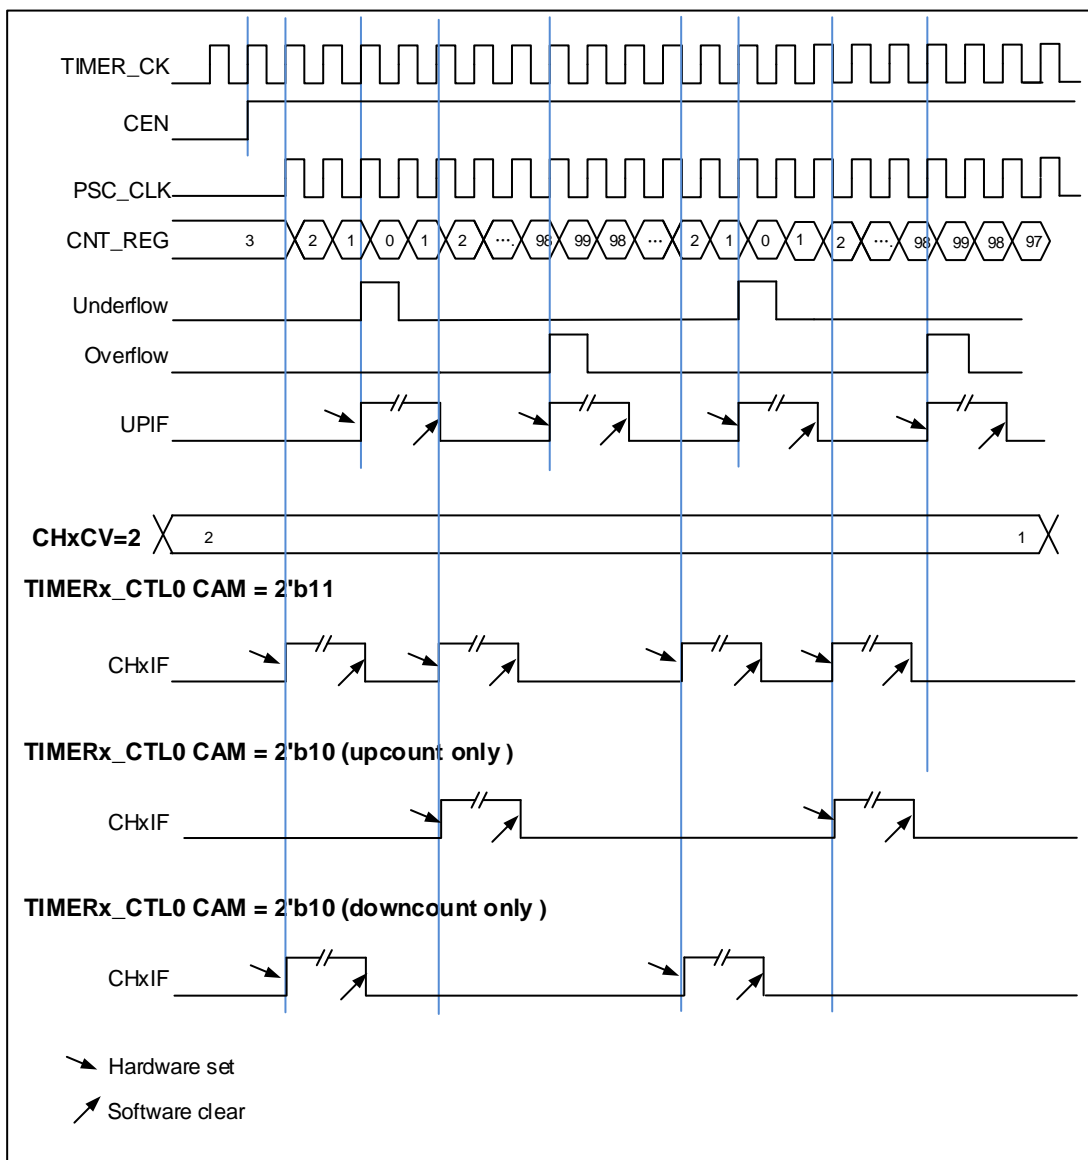 TIMER_CK
CEN
PSC_CLK
CNT_REG 3 2 1 0 1 2 .... 98 99 98 ... 2 1 0 1 2 .... 98 99 98 97
Underflow
Overflow
UPIF
CHxCV=2 2 1
TIMERx_CTL0 CAM = 2'b11
CHxIF
TIMERx_CTL0 CAM = 2'b10 (upcount only )
CHxIF
TIMERx_CTL0 CAM = 2'b10 (downcount only )
CHxIF
Hardware set
Software clear